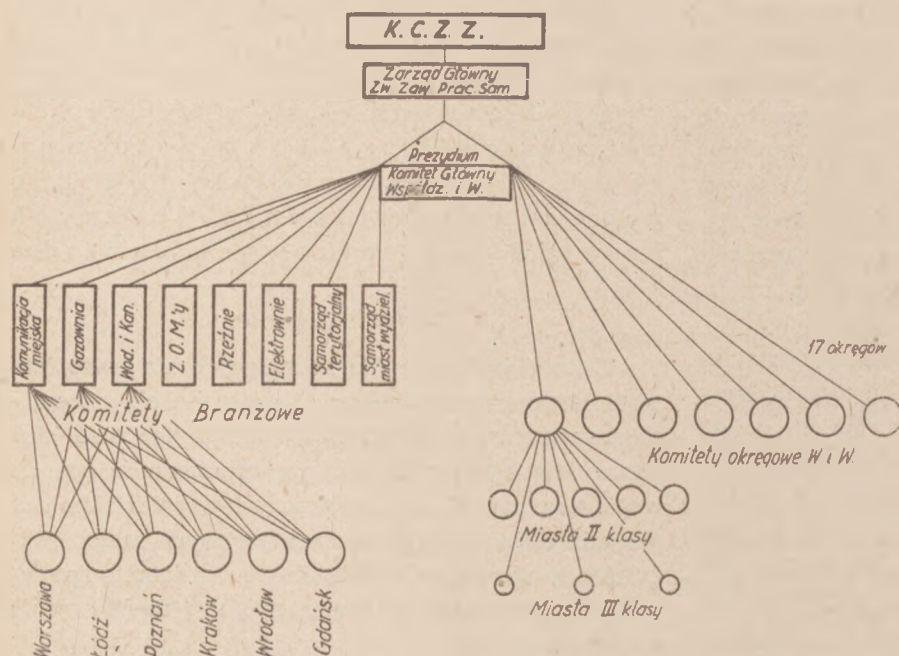 K. C. Z. Z.
Zarząd Główny
Zw Zaw Prac Sam
Prezydium
Komitet Główny
Współdz. i W.
Komunikacja
miejska
Gazownia
Wod. i Kan.
Z. O. M.'y
Rzeźnie
Elektrownie
Samorząd
terytorjalny
Samorząd
miast wydziel.
17 okręgów
Komitety Branżowe
Komitety okręgowe W i W.
Miasta II klasy
Miasta III klasy
Warszawa
Łódź
Poznań
Kraków
Wrocław
Gdańsk